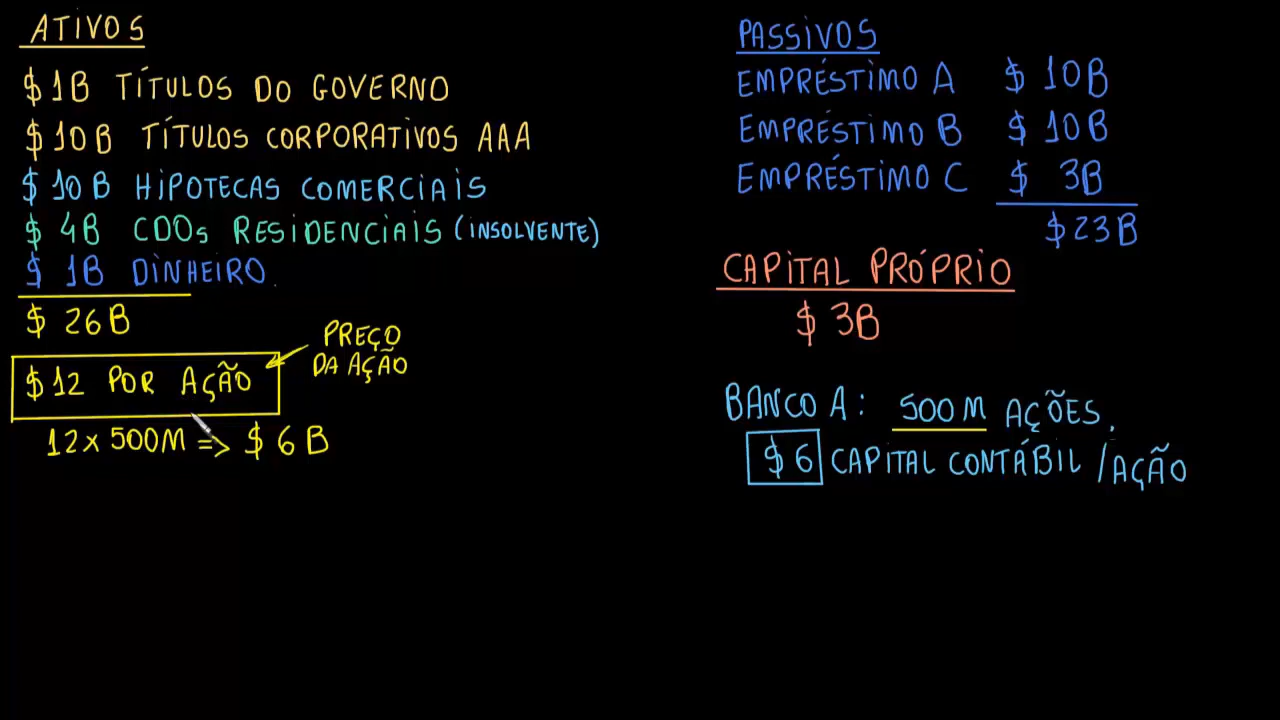 ATIVOS
$ 1B TÍTULOS DO GOVERNO
$ 10B TÍTULOS CORPORATIVOS AAA
$ 10B HIPOTECAS COMERCIAIS
$ 4B CDOs RESIDENCIAIS (INSOLVENTE)
$ 1B DINHEIRO.
$ 26B
$12 POR AÇÃO
PREÇO
DA AÇÃO
12 x 500M => $ 6B
PASSIVOS
EMPRÉSTIMO A $ 10B
EMPRÉSTIMO B $ 10B
EMPRÉSTIMO C $ 3B
$ 23B
CAPITAL PRÓPRIO
$ 3B
BANCO A: 500M AÇÕES.
$ 6 CAPITAL CONTÁBIL / AÇÃO